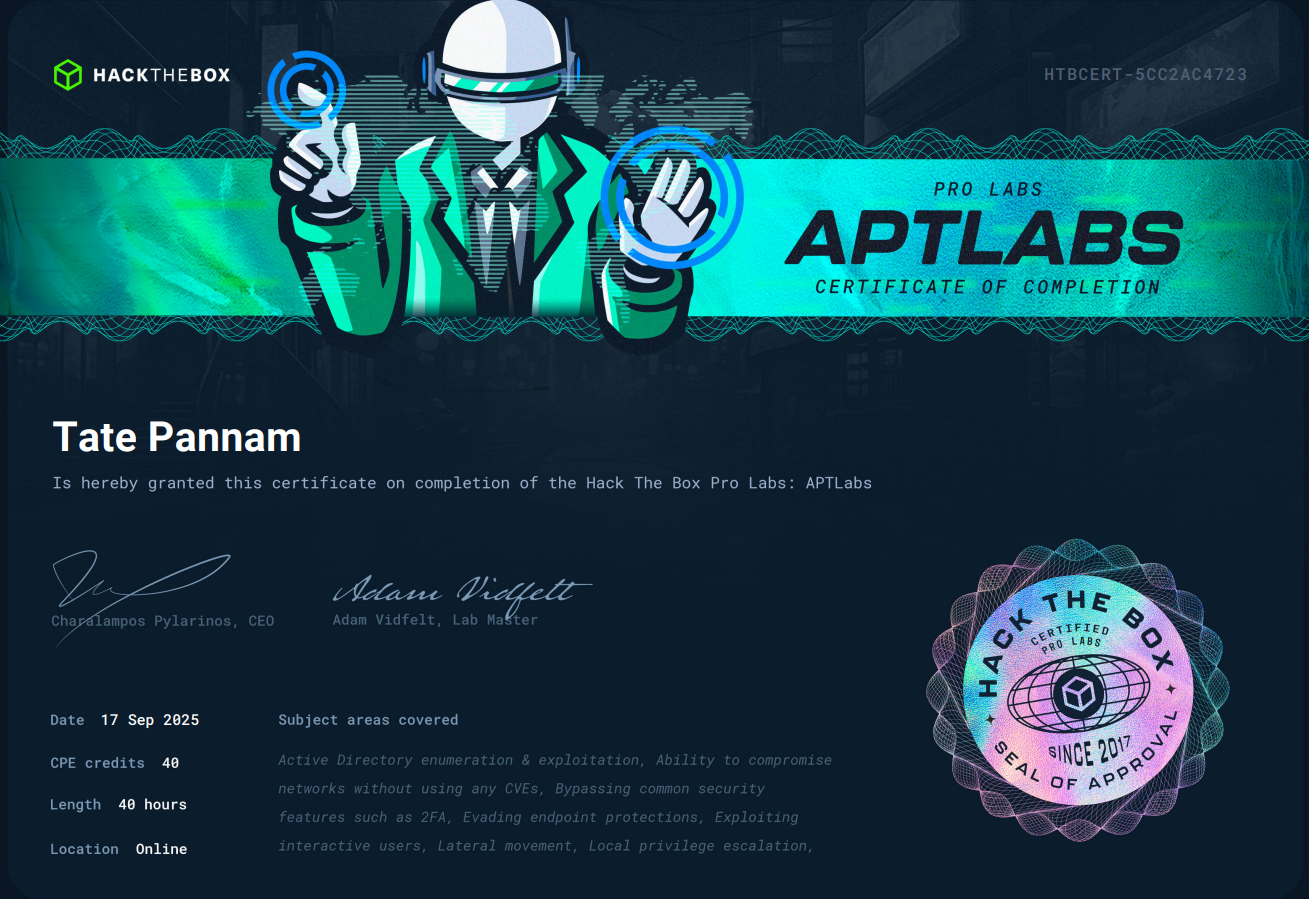 HACKTHEBOX
HTBCERT-5CC2AC4723
PRO LABS
APTLABS
CERTIFICATE OF COMPLETION
Tate Pannam
Is hereby granted this certificate on completion of the Hack The Box Pro Labs: APTLabs
Adam Vidfelt
Charalampos Pylarinos, CEO
Adam Vidfelt, Lab Master
HACK THE BOX
CERTIFIED
PRO LABS
SINCE 2017
SEAL OF APPROVAL
Date 17 Sep 2025
CPE credits 40
Length 40 hours
Location Online
Subject areas covered
Active Directory enumeration & exploitation, Ability to compromise
networks without using any CVEs, Bypassing common security
features such as 2FA, Evading endpoint protections, Exploiting
interactive users, Lateral movement, Local privilege escalation,